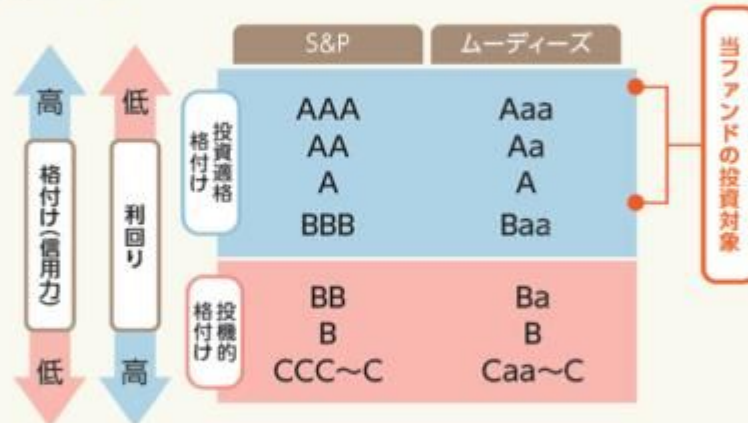 S&P ムーディーズ
高 低
格付け(信用力)
利回り
低 高
投資適格
格付け
AAA Aaa
AA Aa
A A
BBB Baa
投機的
格付け
BB Ba
B B
CCC～C Caa～C
当ファンドの投資対象